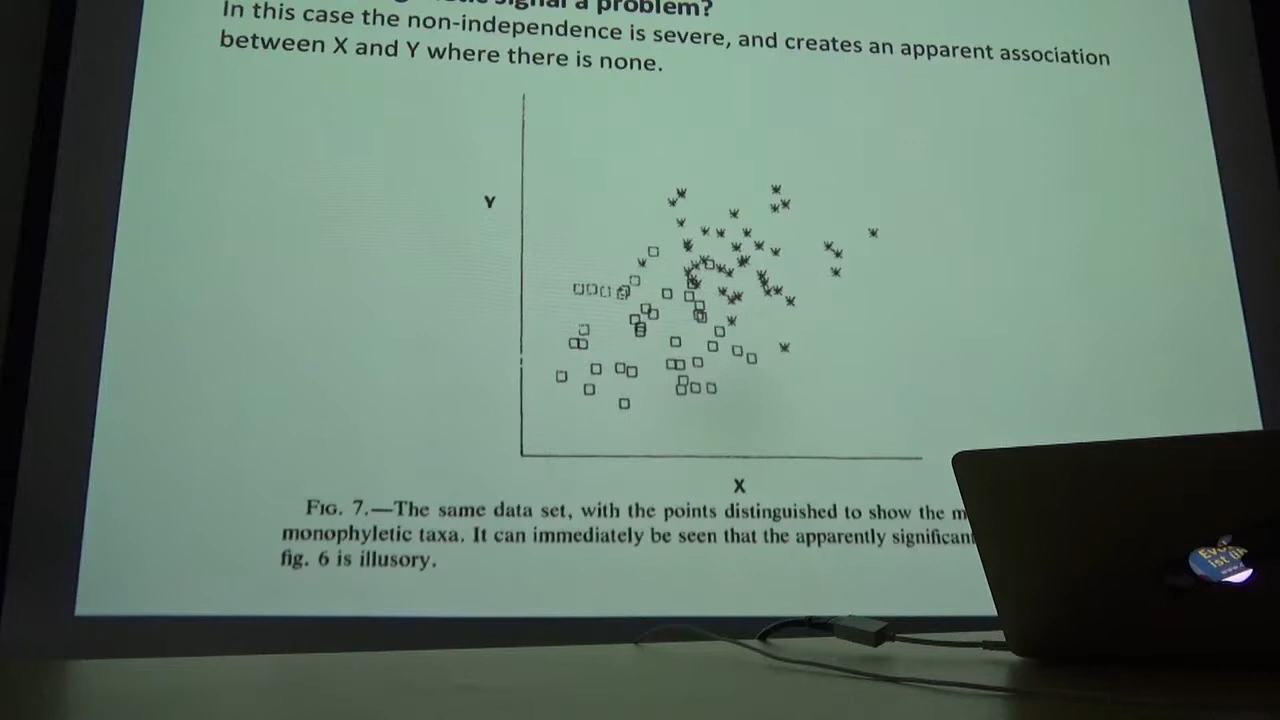 signal a problem?
In this case the non-independence is severe, and creates an apparent association
between X and Y where there is none.
Y
X
FIG. 7.—The same data set, with the points distinguished to show the
monophyletic taxa. It can immediately be seen that the apparently significant
fig. 6 is illusory.